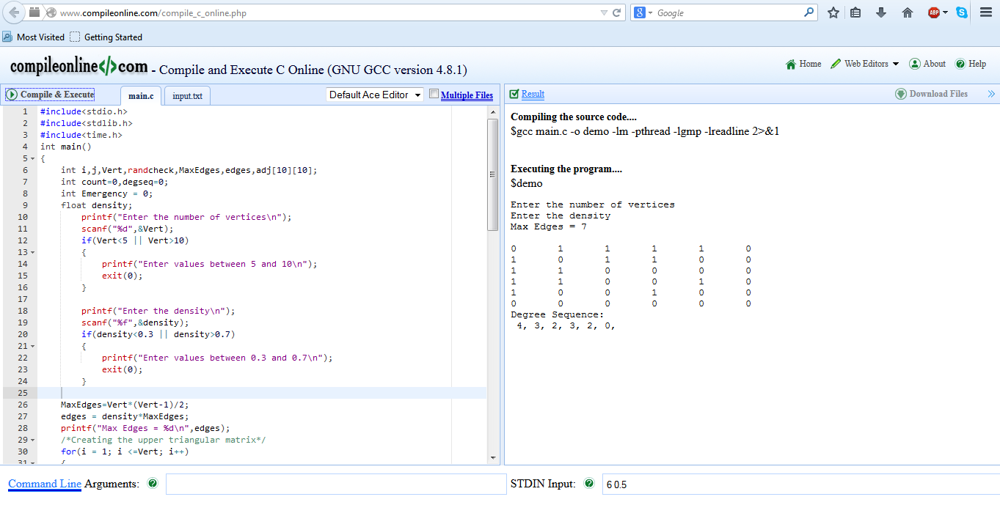 www.compileonline.com/compile_c_online.php
Google
ABP
Most Visited Getting Started
compileonline</>com - Compile and Execute C Online (GNU GCC version 4.8.1)
Home Web Editors About Help
Compile & Execute main.c input.txt Default Ace Editor Multiple Files
1 #include<stdio.h>
2 #include<stdlib.h>
3 #include<time.h>
4 int main()
5 {
6 int i,j,Vert,randcheck,MaxEdges,edges,adj[10][10];
7 int count=0,degseq=0;
8 int Emergency = 0;
9 float density;
10 printf("Enter the number of vertices\n");
11 scanf("%d",&Vert);
12 if(Vert<5 || Vert>10)
13 {
14 printf("Enter values between 5 and 10\n");
15 exit(0);
16 }
17
18 printf("Enter the density\n");
19 scanf("%f",&density);
20 if(density<0.3 || density>0.7)
21 {
22 printf("Enter values between 0.3 and 0.7\n");
23 exit(0);
24 }
25
26 MaxEdges=Vert*(Vert-1)/2;
27 edges = density*MaxEdges;
28 printf("Max Edges = %d\n",edges);
29 /*Creating the upper triangular matrix*/
30 for(i = 1; i <=Vert; i++)
31 {
Result Download Files
Compiling the source code....
$gcc main.c -o demo -lm -pthread -lgmp -lreadline 2>&1
Executing the program....
$demo
Enter the number of vertices
Enter the density
Max Edges = 7
0 1 1 1 1 0
1 0 1 1 0 0
1 1 0 0 0 0
1 1 0 0 1 0
1 0 0 1 0 0
0 0 0 0 0 0
Degree Sequence:
4, 3, 2, 3, 2, 0,
Command Line Arguments:
STDIN Input: 6 0.5